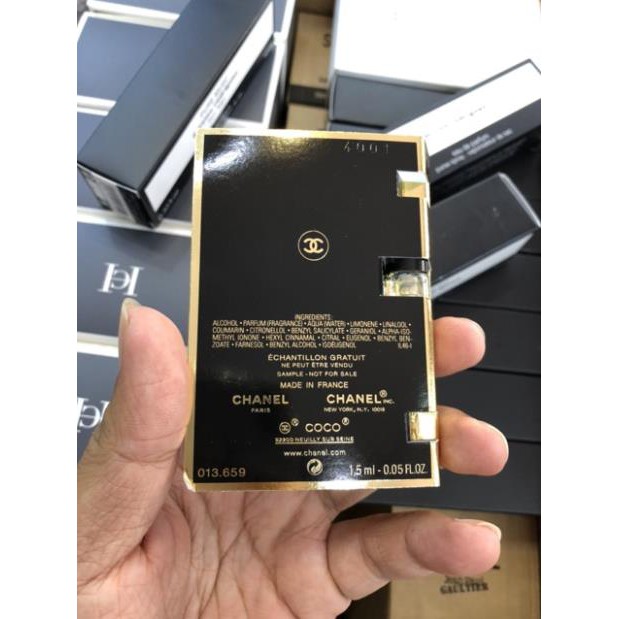 4001
INGREDIENTS:
ALCOHOL • PARFUM (FRAGRANCE) • AQUA (WATER) • LIMONENE • LINALOOL •
COUMARIN • CITRONELLOL • BENZYL SALICYLATE • GERANIOL • ALPHA-ISO-
METHYL IONONE • HEXYL CINNAMAL • CITRAL • EUGENOL • BENZYL BEN-
ZOATE • FARNESOL • BENZYL ALCOHOL • ISOEUGENOL IL46-I
ÉCHANTILLON GRATUIT
NE PEUT ÊTRE VENDU
SAMPLE - NOT FOR SALE
MADE IN FRANCE
CHANEL CHANEL® INC.
PARIS NEW YORK, N.Y. 10019
COCO®
92200 NEUILLY SUR SEINE
www.chanel.com
013.659 1.5 ml - 0.05 FL.OZ.
GAULTIER